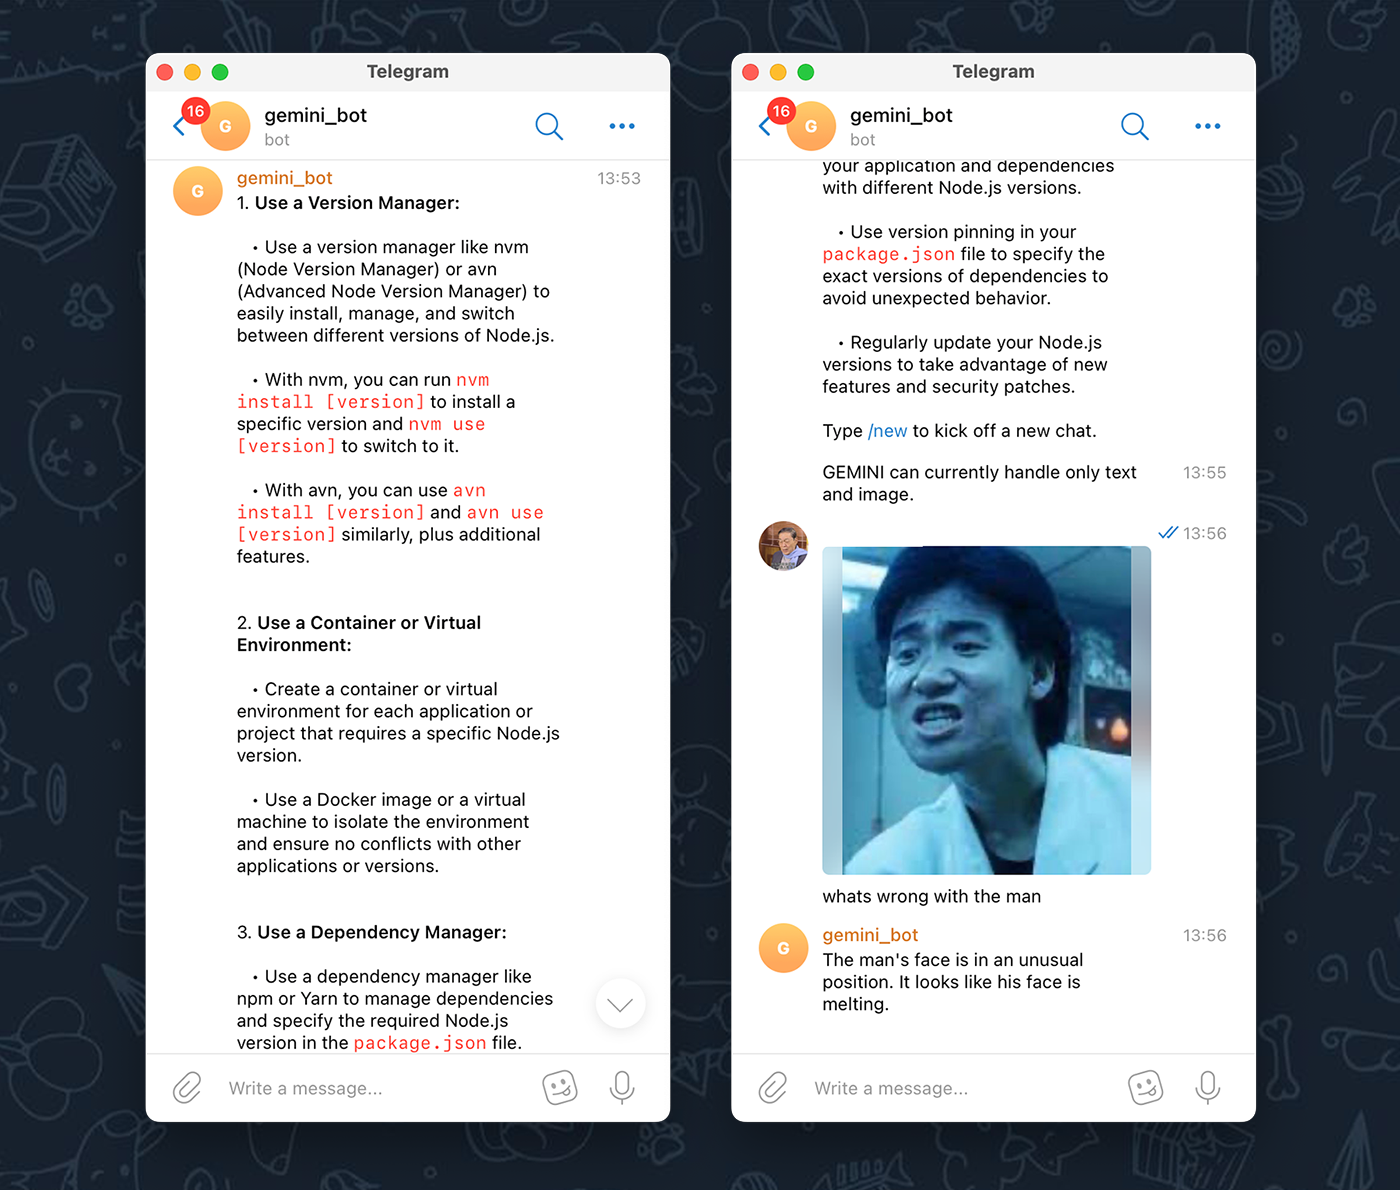 Telegram
16
G
gemini_bot
bot
G
gemini_bot
13:53
1. Use a Version Manager:
• Use a version manager like nvm
(Node Version Manager) or avn
(Advanced Node Version Manager) to
easily install, manage, and switch
between different versions of Node.js.
• With nvm, you can run nvm
install [version] to install a
specific version and nvm use
[version] to switch to it.
• With avn, you can use avn
install [version] and avn use
[version] similarly, plus additional
features.
2. Use a Container or Virtual
Environment:
• Create a container or virtual
environment for each application or
project that requires a specific Node.js
version.
• Use a Docker image or a virtual
machine to isolate the environment
and ensure no conflicts with other
applications or versions.
3. Use a Dependency Manager:
• Use a dependency manager like
npm or Yarn to manage dependencies
and specify the required Node.js
version in the package.json file.
Write a message...
Telegram
16
G
gemini_bot
bot
your application and dependencies
with different Node.js versions.
• Use version pinning in your
package.json file to specify the
exact versions of dependencies to
avoid unexpected behavior.
• Regularly update your Node.js
versions to take advantage of new
features and security patches.
Type /new to kick off a new chat.
GEMINI can currently handle only text
and image.
13:55
13:56
whats wrong with the man
G
gemini_bot
13:56
The man's face is in an unusual
position. It looks like his face is
melting.
Write a message...